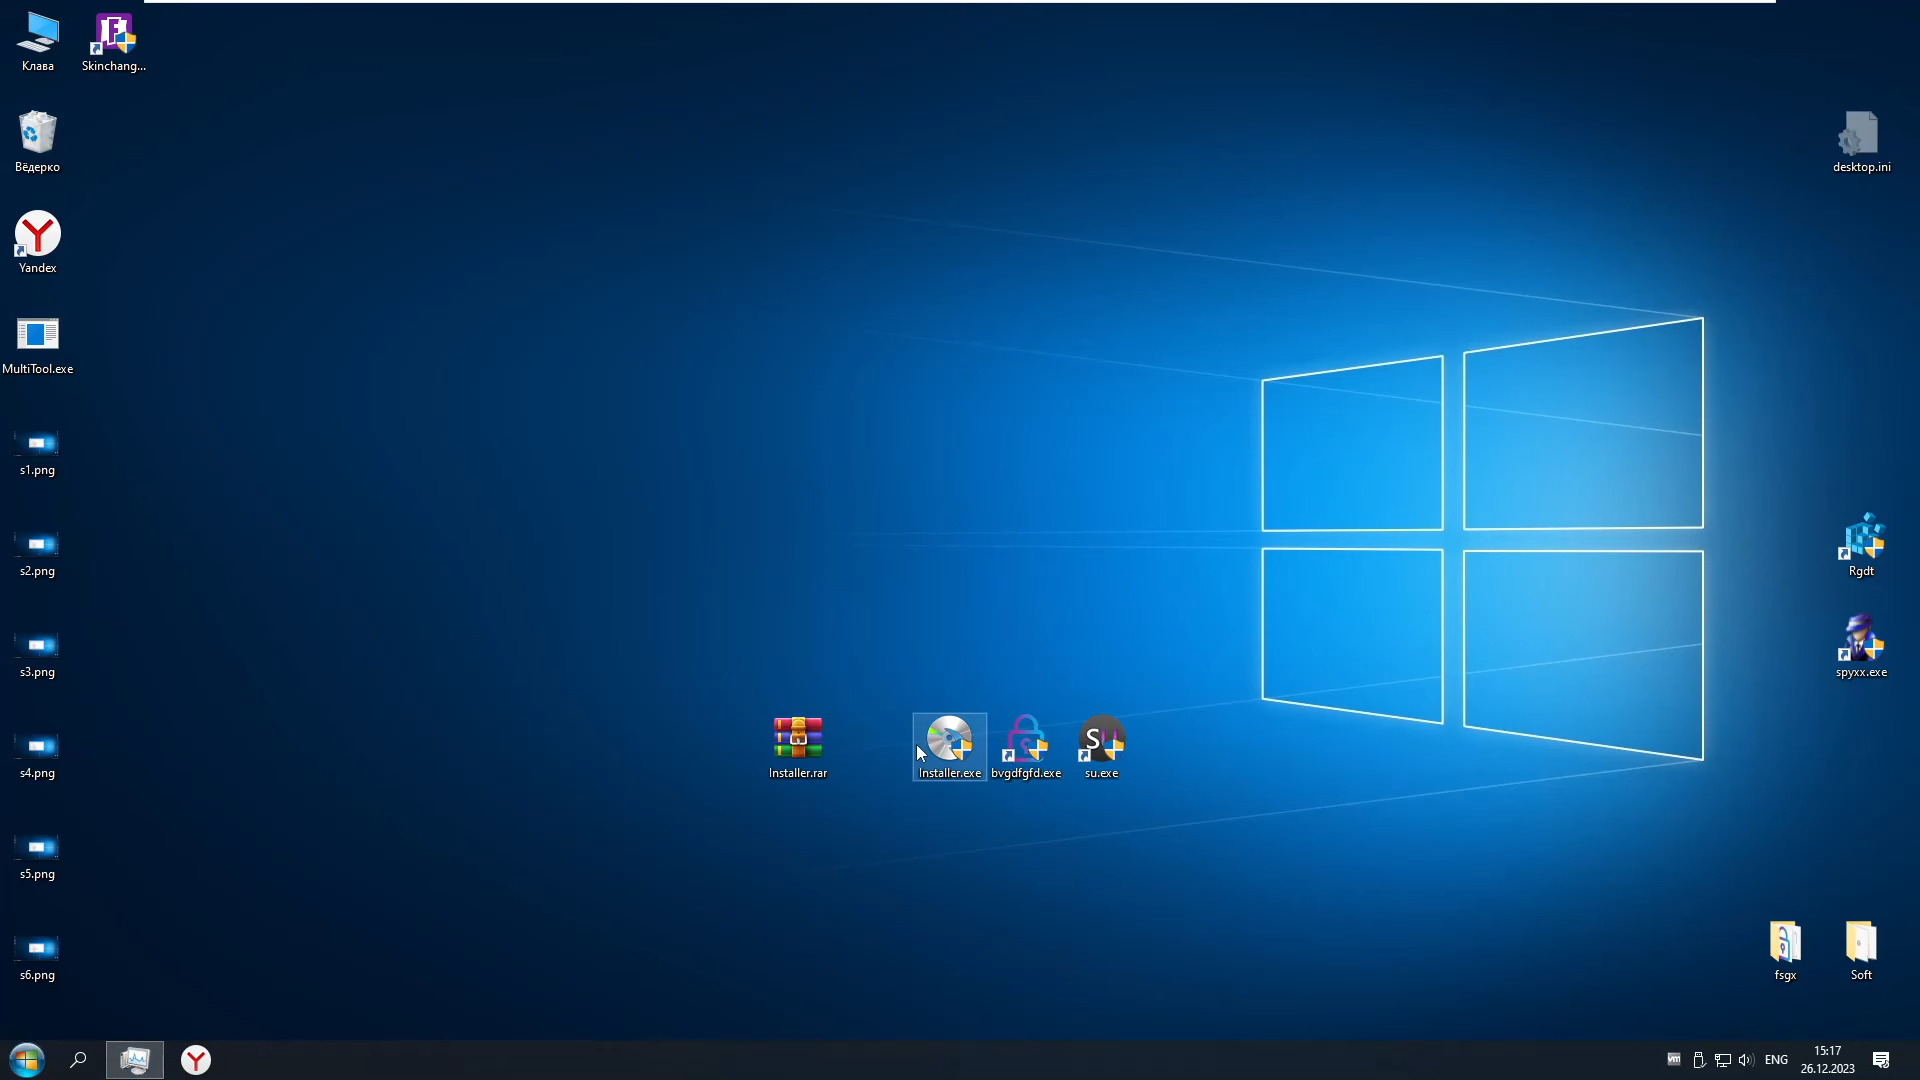 Клава
Skinchang...
Вёдерко
desktop.ini
Yandex
MultiTool.exe
s1.png
s2.png
Rgdt
s3.png
spyxx.exe
Installer.rar
Installer.exe
bvgdfgfd.exe
su.exe
s4.png
s5.png
s6.png
fsgx
Soft
vm
ENG
15:17
26.12.2023